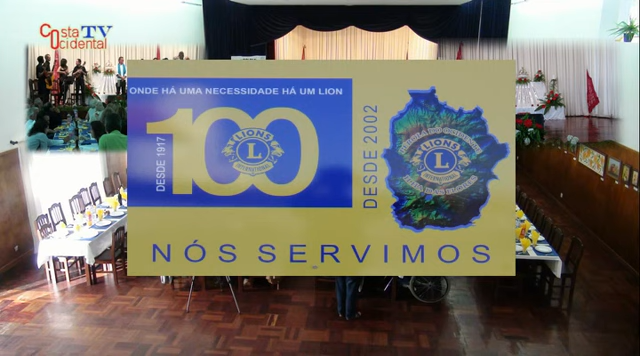 Costa TV
Ocidental
ONDE HÁ UMA NECESSIDADE HÁ UM LION
DESDE 1917
100
LIONS
L
INTERNATIONAL
DESDE 2002
LIONS
L
INTERNATIONAL
NÓS SERVIMOS